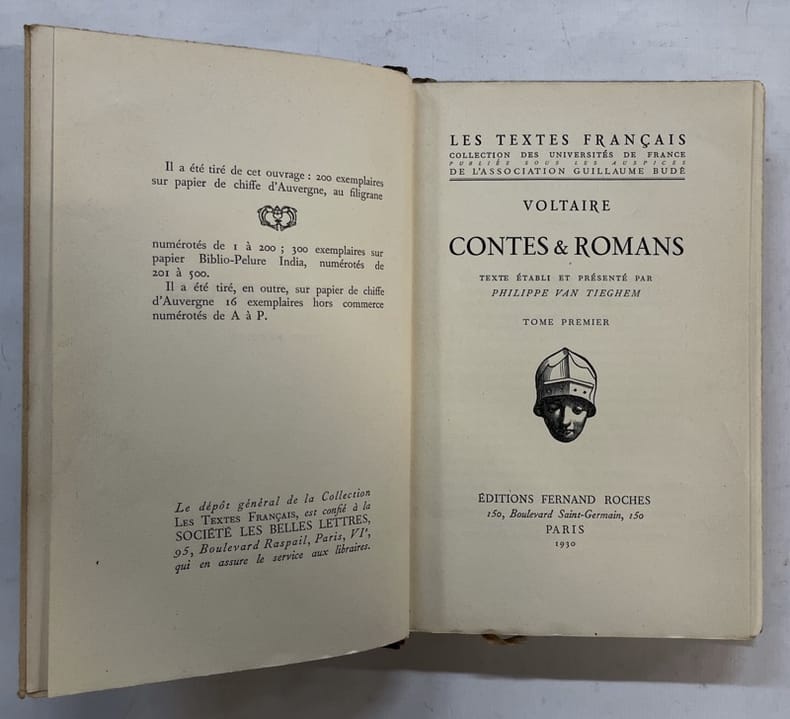 Il a été tiré de cet ouvrage : 200 exemplaires
sur papier de chiffe d'Auvergne, au filigrane
numérotés de 1 à 200 ; 300 exemplaires sur
papier Biblio-Pelure India, numérotés de
201 à 500.
Il a été tiré, en outre, sur papier de chiffe
d'Auvergne 16 exemplaires hors commerce
numérotés de A à P.
Le dépôt général de la Collection
LES TEXTES FRANÇAIS, est confié à la
SOCIÉTÉ LES BELLES LETTRES,
95, Boulevard Raspail, Paris, VIe,
qui en assure le service aux libraires.
LES TEXTES FRANÇAIS
COLLECTION DES UNIVERSITÉS DE FRANCE
PUBLIÉE SOUS LES AUSPICES
DE L'ASSOCIATION GUILLAUME BUDÉ
VOLTAIRE
CONTES & ROMANS
TEXTE ÉTABLI ET PRÉSENTÉ PAR
PHILIPPE VAN TIEGHEM
TOME PREMIER
ÉDITIONS FERNAND ROCHES
150, Boulevard Saint-Germain, 150
PARIS
1930